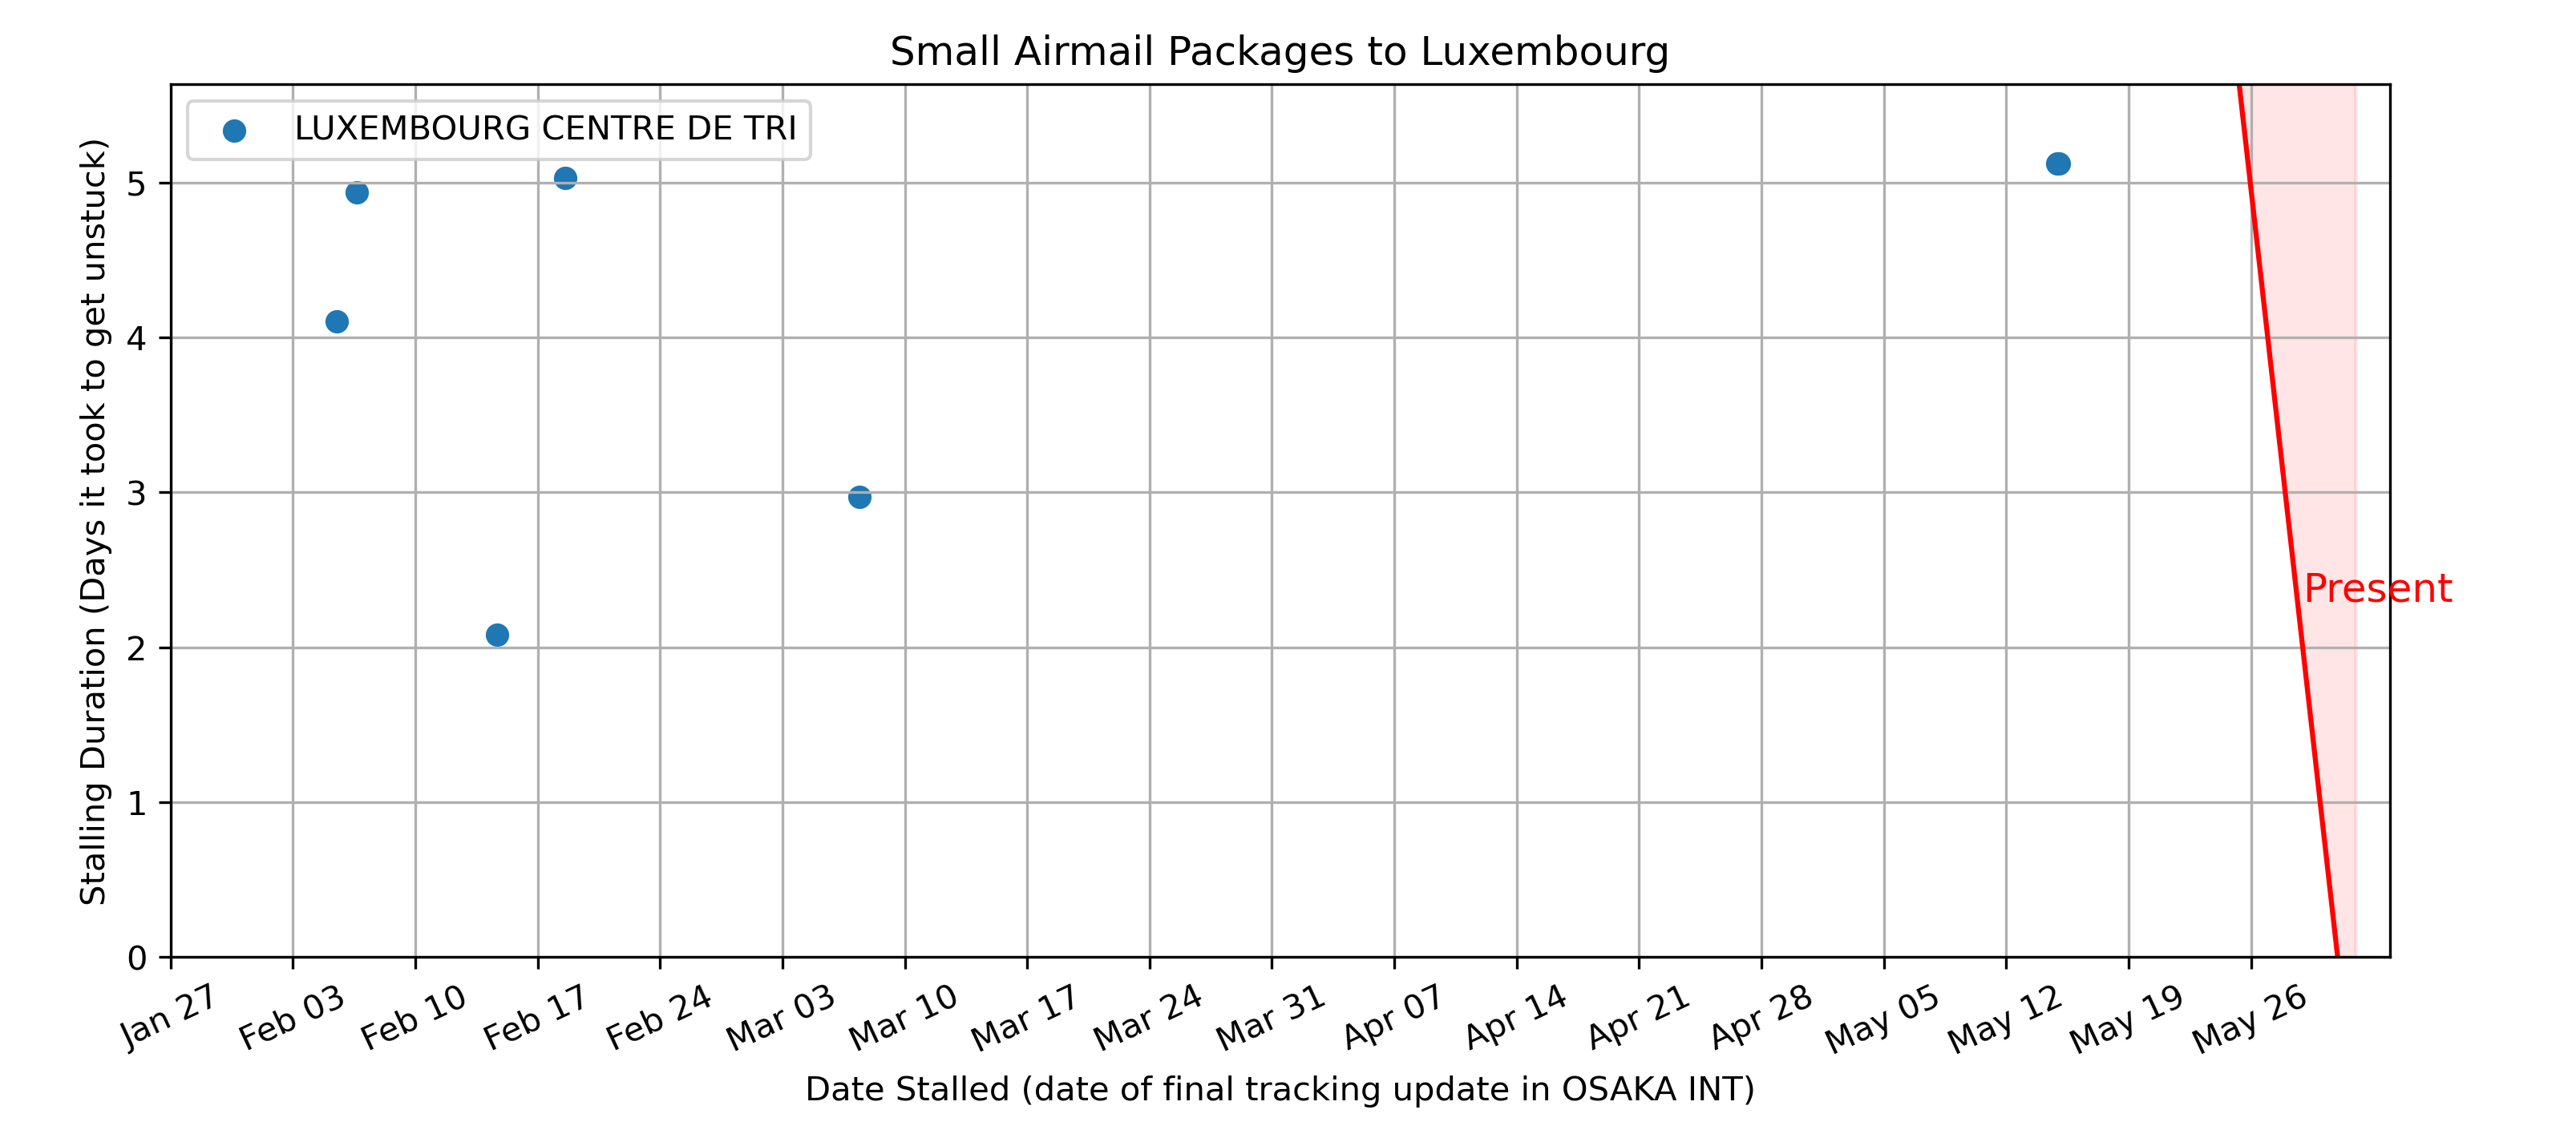 Small Airmail Packages to Luxembourg
LUXEMBOURG CENTRE DE TRI
Stalling Duration (Days it took to get unstuck)
5
4
3
2
1
0
Present
Jan 27
Feb 03
Feb 10
Feb 17
Feb 24
Mar 03
Mar 10
Mar 17
Mar 24
Mar 31
Apr 07
Apr 14
Apr 21
Apr 28
May 05
May 12
May 19
May 26
Date Stalled (date of final tracking update in OSAKA INT)